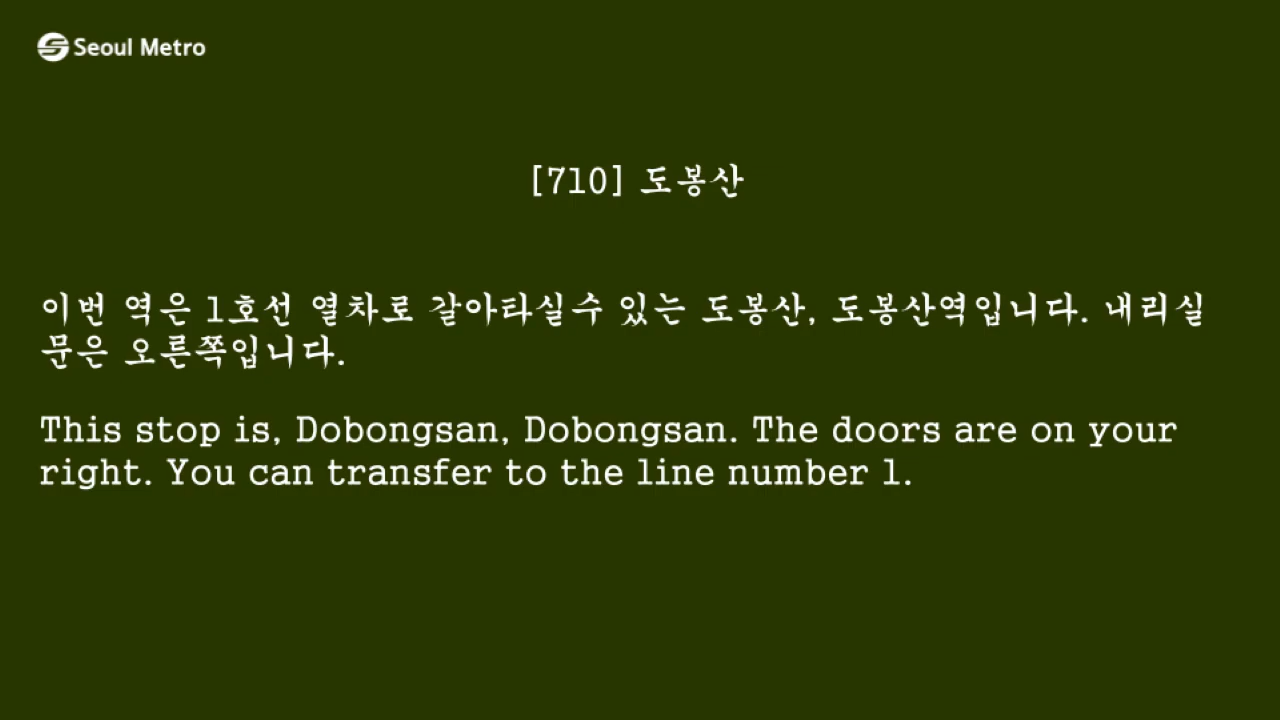 Seoul Metro
[710] 도봉산
이번 역은 1호선 열차로 갈아타실수 있는 도봉산, 도봉산역입니다. 내리실
문은 오른쪽입니다.
This stop is, Dobongsan, Dobongsan. The doors are on your
right. You can transfer to the line number 1.